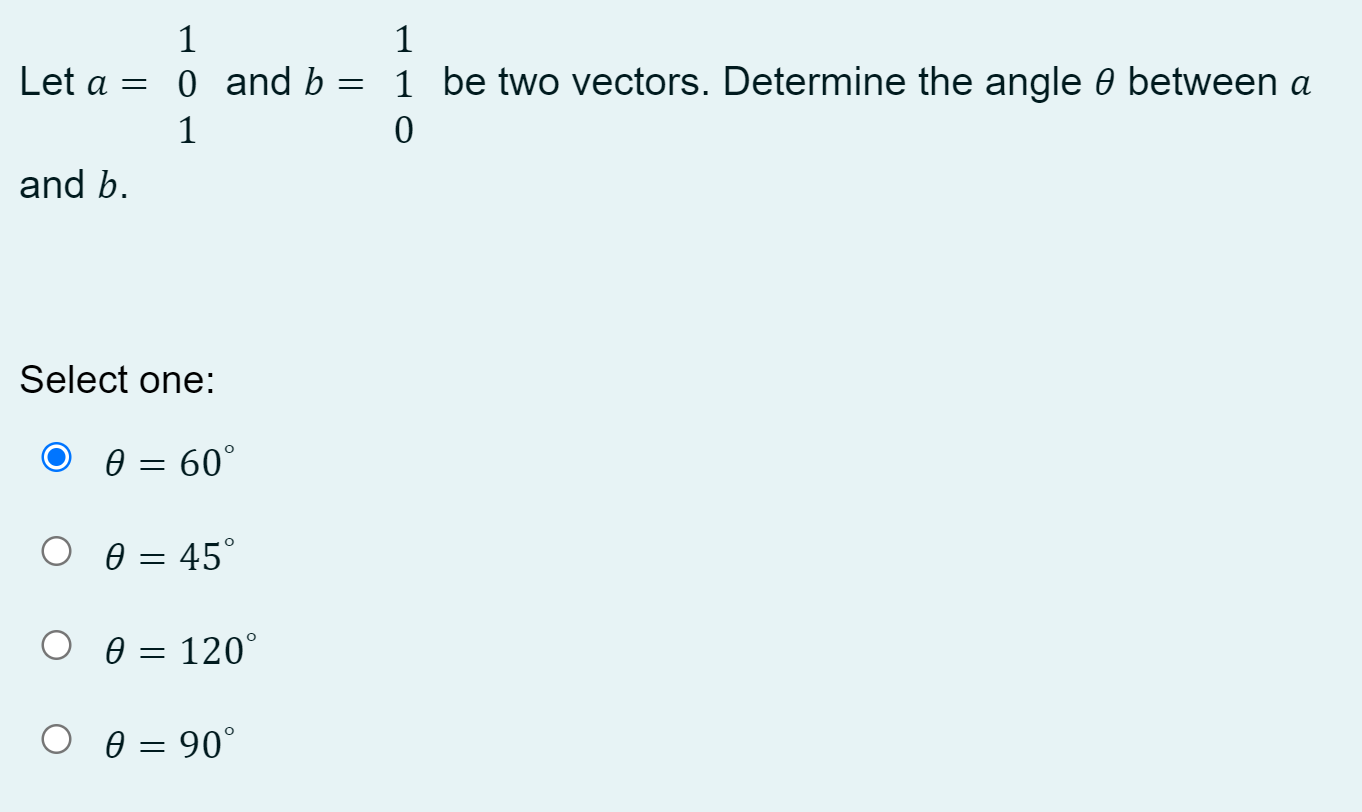 Let a = 1 0 1 and b = 1 1 0 be two vectors. Determine the angle θ between a
and b.
Select one:
θ = 60°
θ = 45°
θ = 120°
θ = 90°